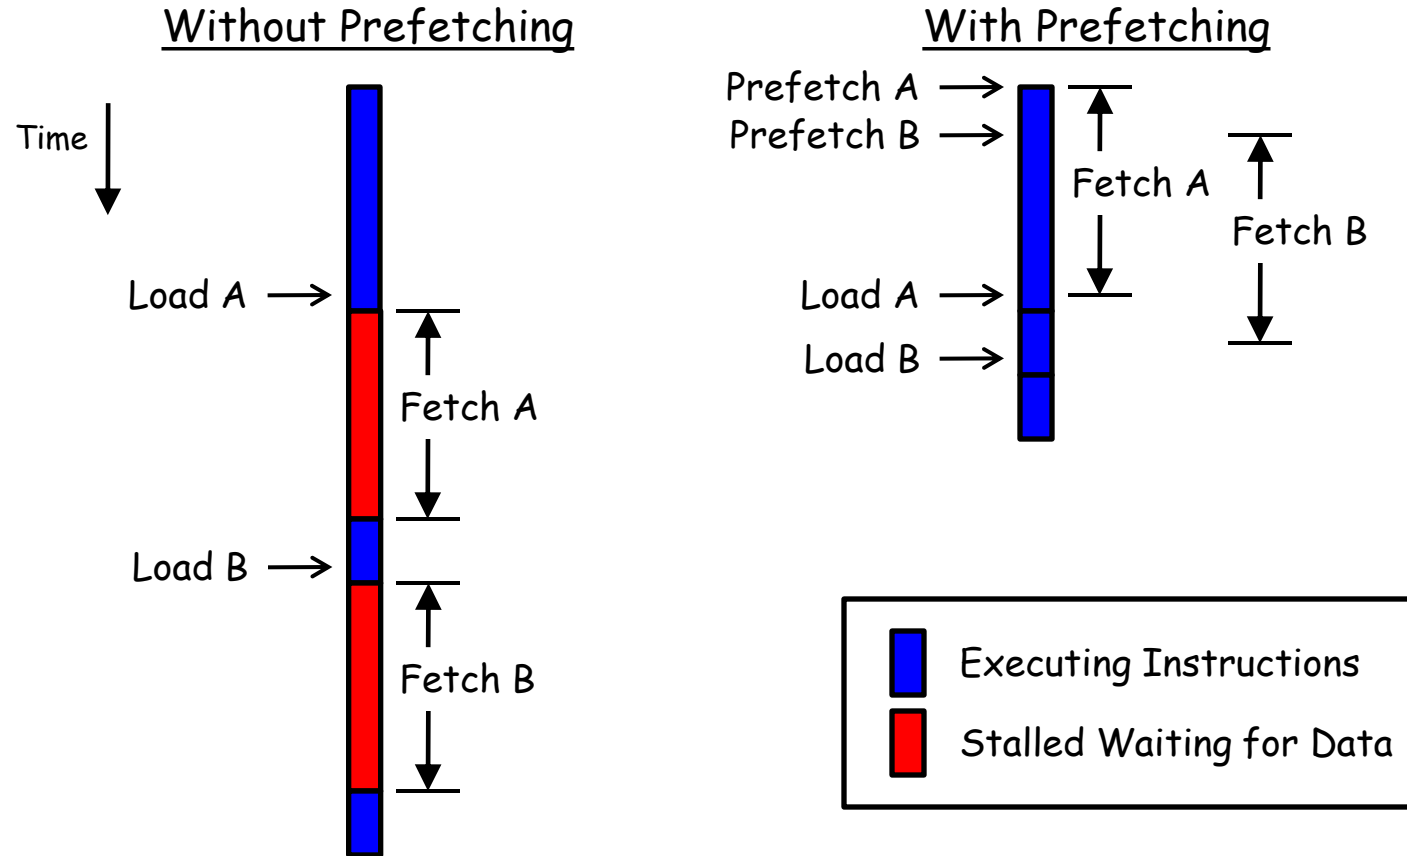 Without Prefetching
Time
Load A
Fetch A
Load B
Fetch B
With Prefetching
Prefetch A
Prefetch B
Fetch A
Fetch B
Load A
Load B
Executing Instructions
Stalled Waiting for Data